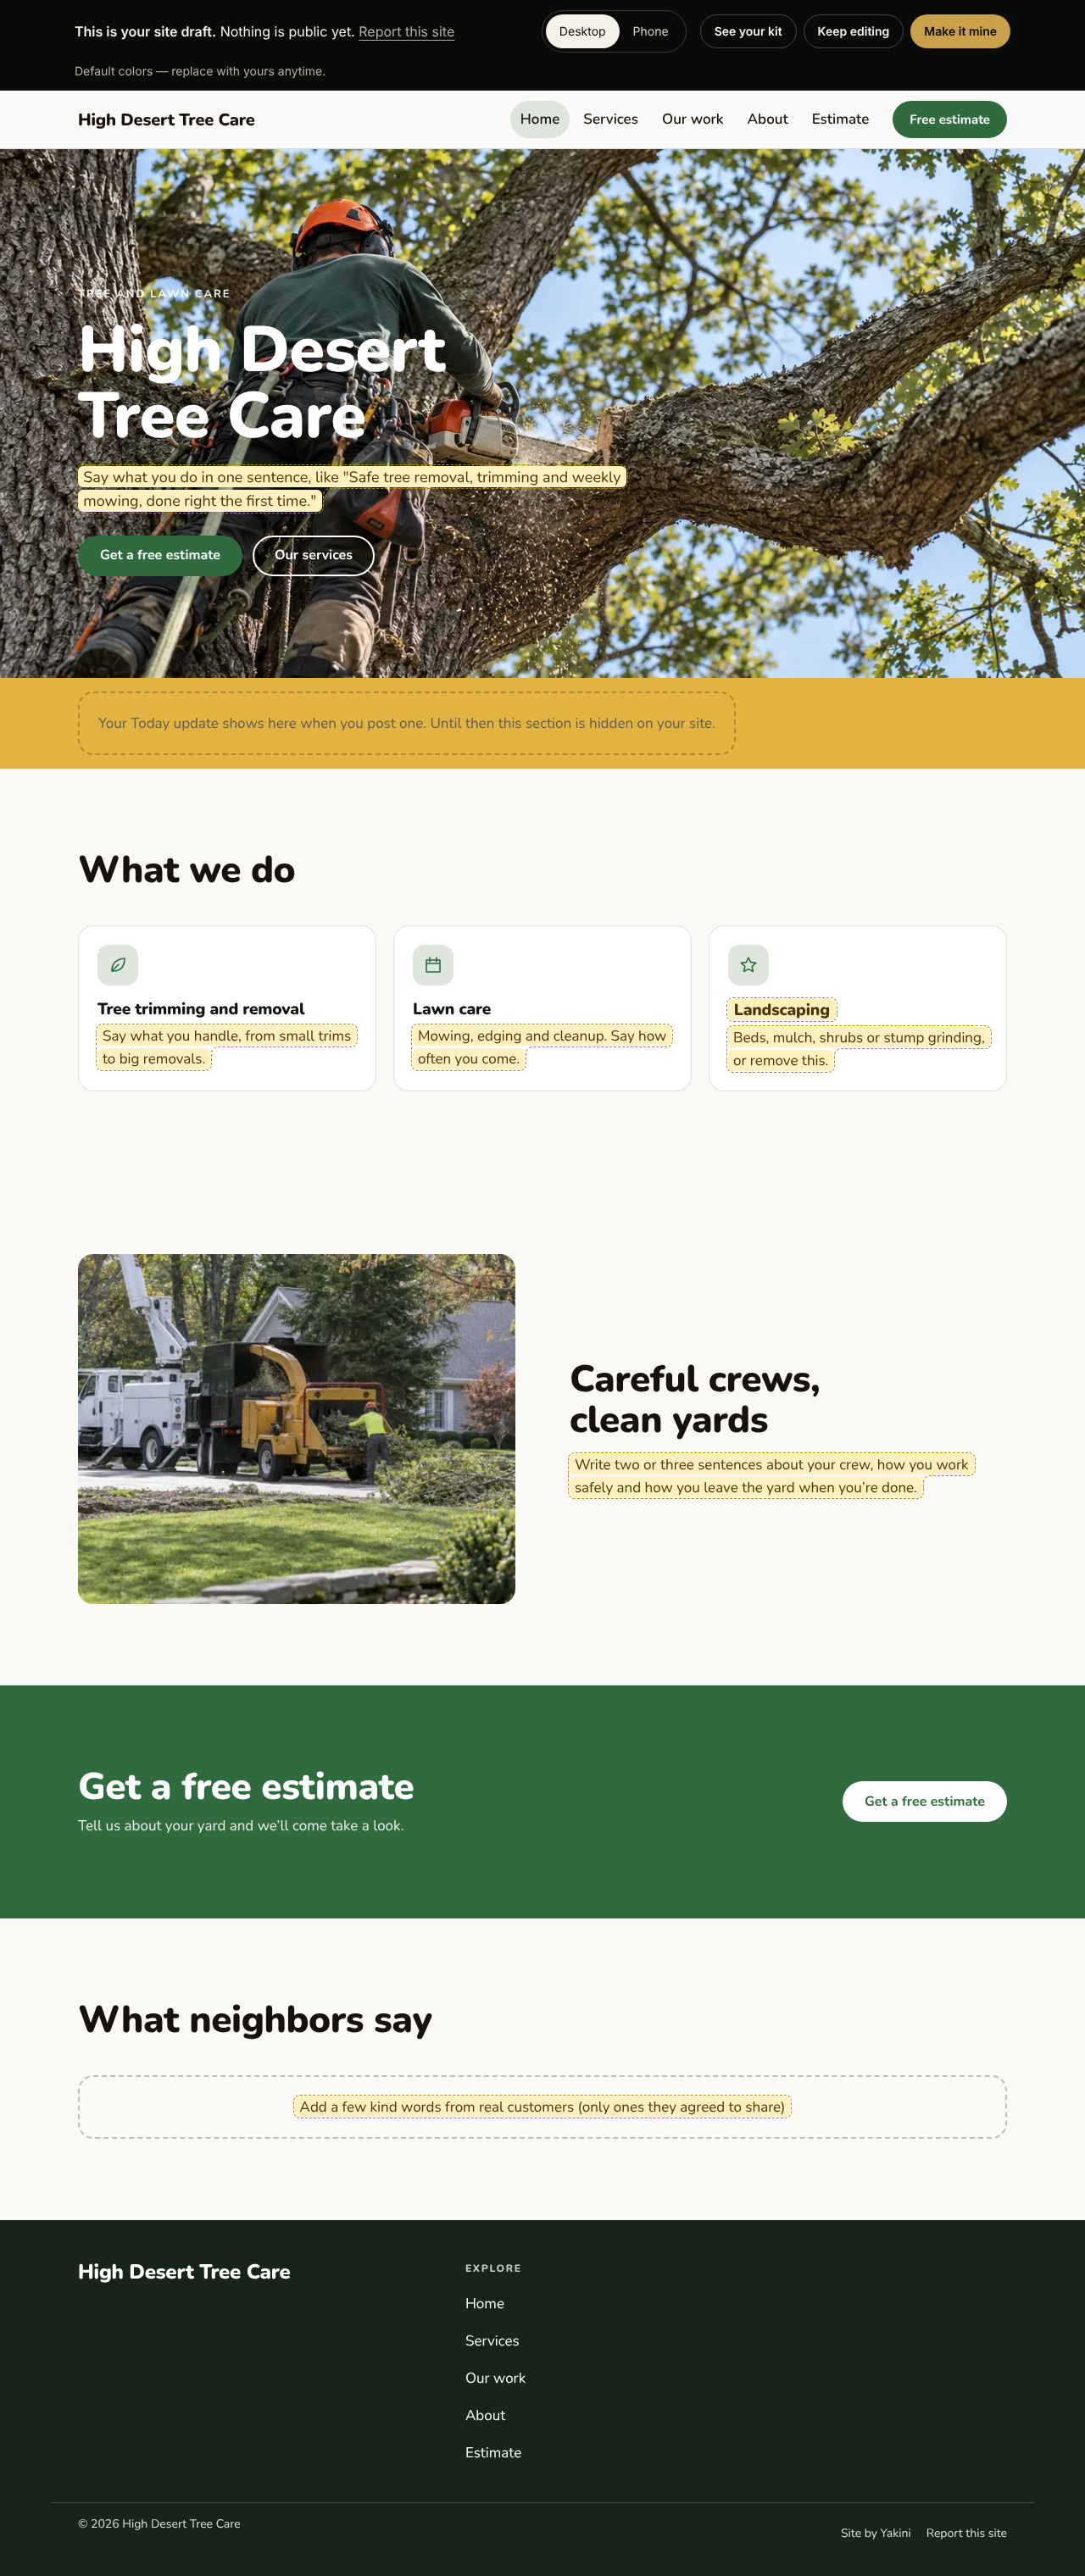 This is your site draft. Nothing is public yet. Report this site
Desktop
Phone
See your kit
Keep editing
Make it mine
Default colors — replace with yours anytime.
High Desert Tree Care
Home
Services
Our work
About
Estimate
Free estimate
TREE AND LAWN CARE
High Desert
Tree Care
Say what you do in one sentence, like "Safe tree removal, trimming and weekly
mowing, done right the first time."
Get a free estimate
Our services
Your Today update shows here when you post one. Until then this section is hidden on your site.
What we do
Tree trimming and removal
Say what you handle, from small trims
to big removals.
Lawn care
Mowing, edging and cleanup. Say how
often you come.
Landscaping
Beds, mulch, shrubs or stump grinding,
or remove this.
Careful crews,
clean yards
Write two or three sentences about your crew, how you work
safely and how you leave the yard when you’re done.
Get a free estimate
Tell us about your yard and we’ll come take a look.
Get a free estimate
What neighbors say
Add a few kind words from real customers (only ones they agreed to share)
High Desert Tree Care
EXPLORE
Home
Services
Our work
About
Estimate
© 2026 High Desert Tree Care
Site by Yakini
Report this site